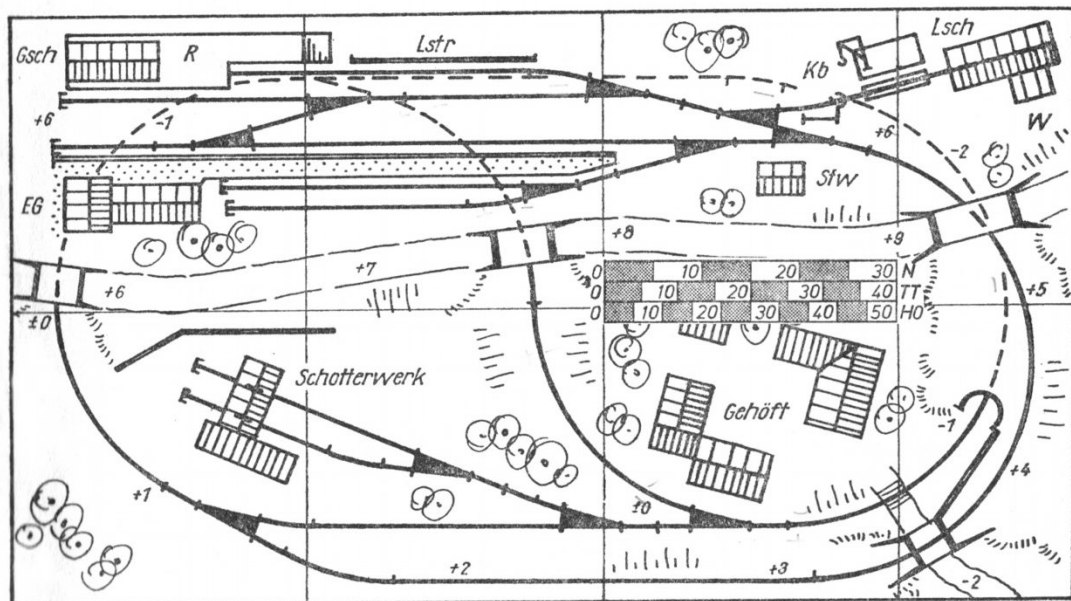 Gsch
R
Lstr
Kb
Lsch
+6
-1
+6
-2
W
EG
Stw
+8
+9
+7
+6
0 10 20 30 N
0 10 20 30 40 TT
0 10 20 30 40 50 H0
±0
+5
Schotterwerk
Gehöft
-1
+4
+1
±0
+2
+3
-2